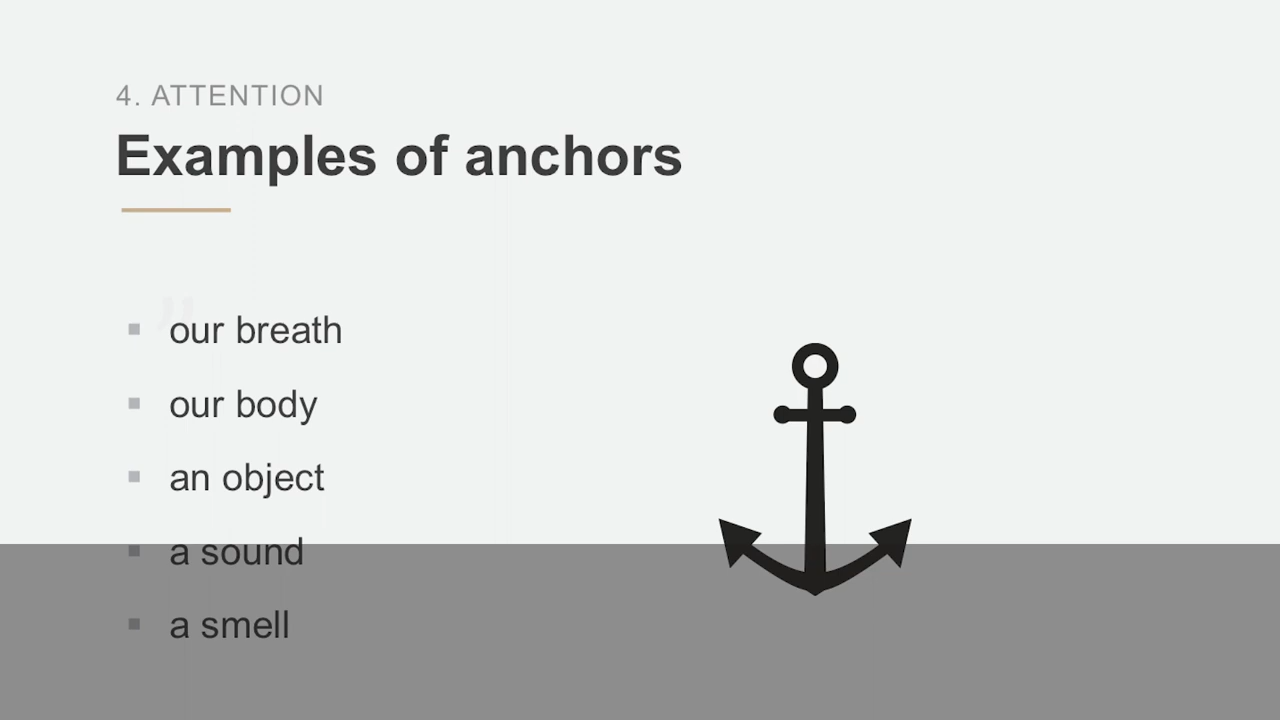 4. ATTENTION
Examples of anchors
our breath
our body
an object
a sound
a smell